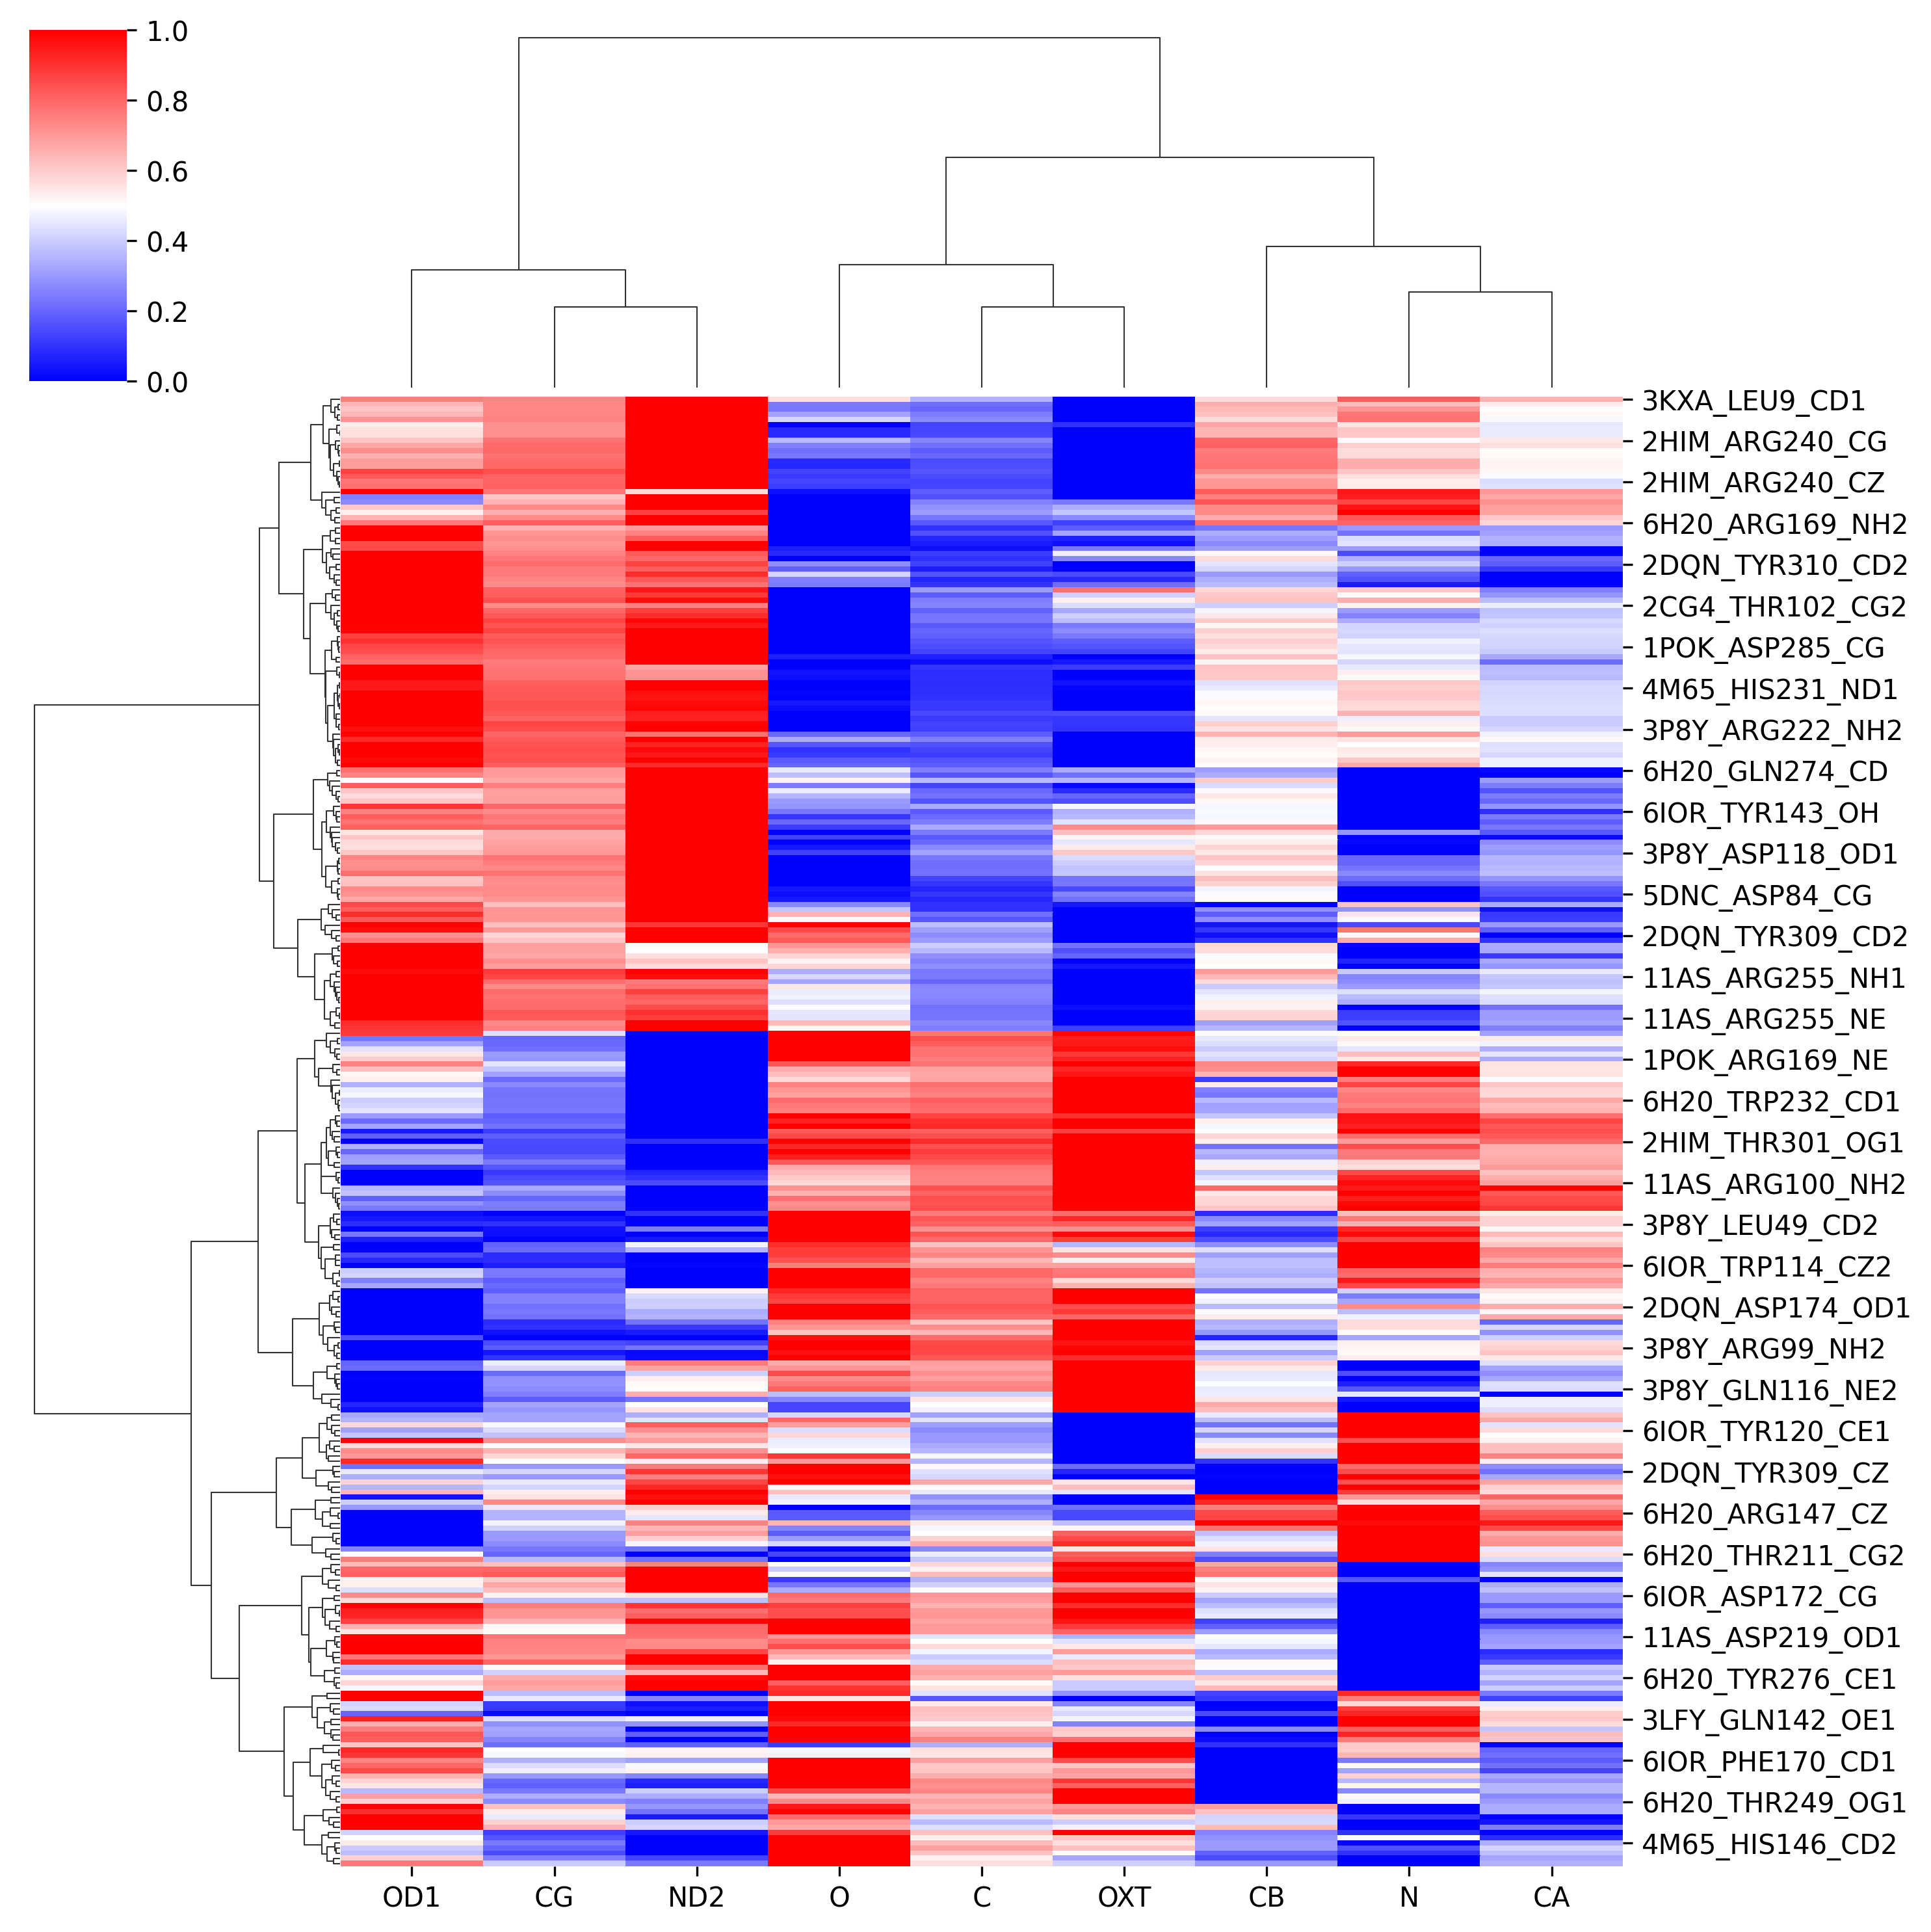 1.0
0.8
0.6
0.4
0.2
0.0
3KXA_LEU9_CD1
2HIM_ARG240_CG
2HIM_ARG240_CZ
6H20_ARG169_NH2
2DQN_TYR310_CD2
2CG4_THR102_CG2
1POK_ASP285_CG
4M65_HIS231_ND1
3P8Y_ARG222_NH2
6H20_GLN274_CD
6IOR_TYR143_OH
3P8Y_ASP118_OD1
5DNC_ASP84_CG
2DQN_TYR309_CD2
11AS_ARG255_NH1
11AS_ARG255_NE
1POK_ARG169_NE
6H20_TRP232_CD1
2HIM_THR301_OG1
11AS_ARG100_NH2
3P8Y_LEU49_CD2
6IOR_TRP114_CZ2
2DQN_ASP174_OD1
3P8Y_ARG99_NH2
3P8Y_GLN116_NE2
6IOR_TYR120_CE1
2DQN_TYR309_CZ
6H20_ARG147_CZ
6H20_THR211_CG2
6IOR_ASP172_CG
11AS_ASP219_OD1
6H20_TYR276_CE1
3LFY_GLN142_OE1
6IOR_PHE170_CD1
6H20_THR249_OG1
4M65_HIS146_CD2
OD1 CG ND2 O C OXT CB N CA